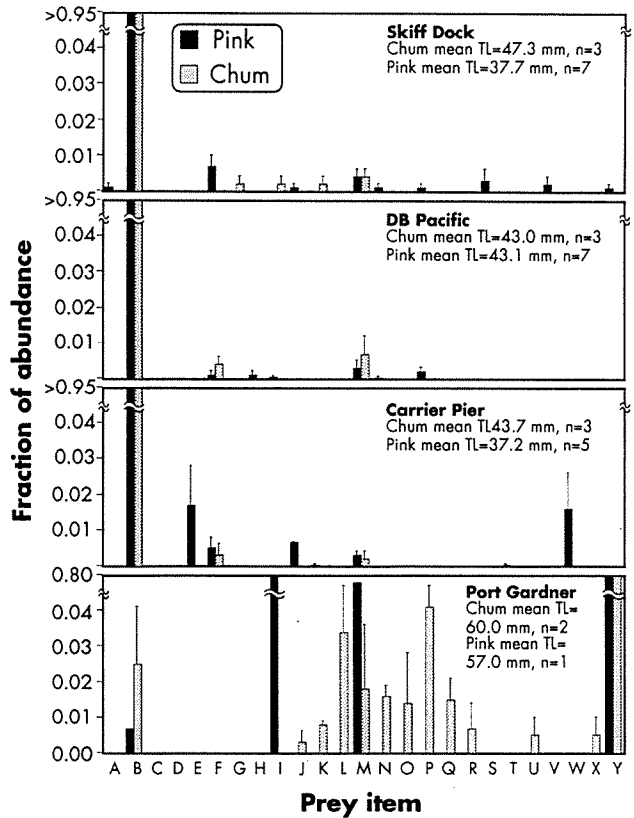 >0.95
0.04
0.03
0.02
0.01
Pink
Chum
Skiff Dock
Chum mean TL=47.3 mm, n=3
Pink mean TL=37.7 mm, n=7
>0.95
0.04
0.03
0.02
0.01
DB Pacific
Chum mean TL=43.0 mm, n=3
Pink mean TL=43.1 mm, n=7
>0.95
0.04
0.03
0.02
0.01
Carrier Pier
Chum mean TL43.7 mm, n=3
Pink mean TL=37.2 mm, n=5
0.80
0.04
0.03
0.02
0.01
0.00
Port Gardner
Chum mean TL=
60.0 mm, n=2
Pink mean TL=
57.0 mm, n=1
A B C D E F G H I J K L M N O P Q R S T U V W X Y
Prey item
Fraction of abundance